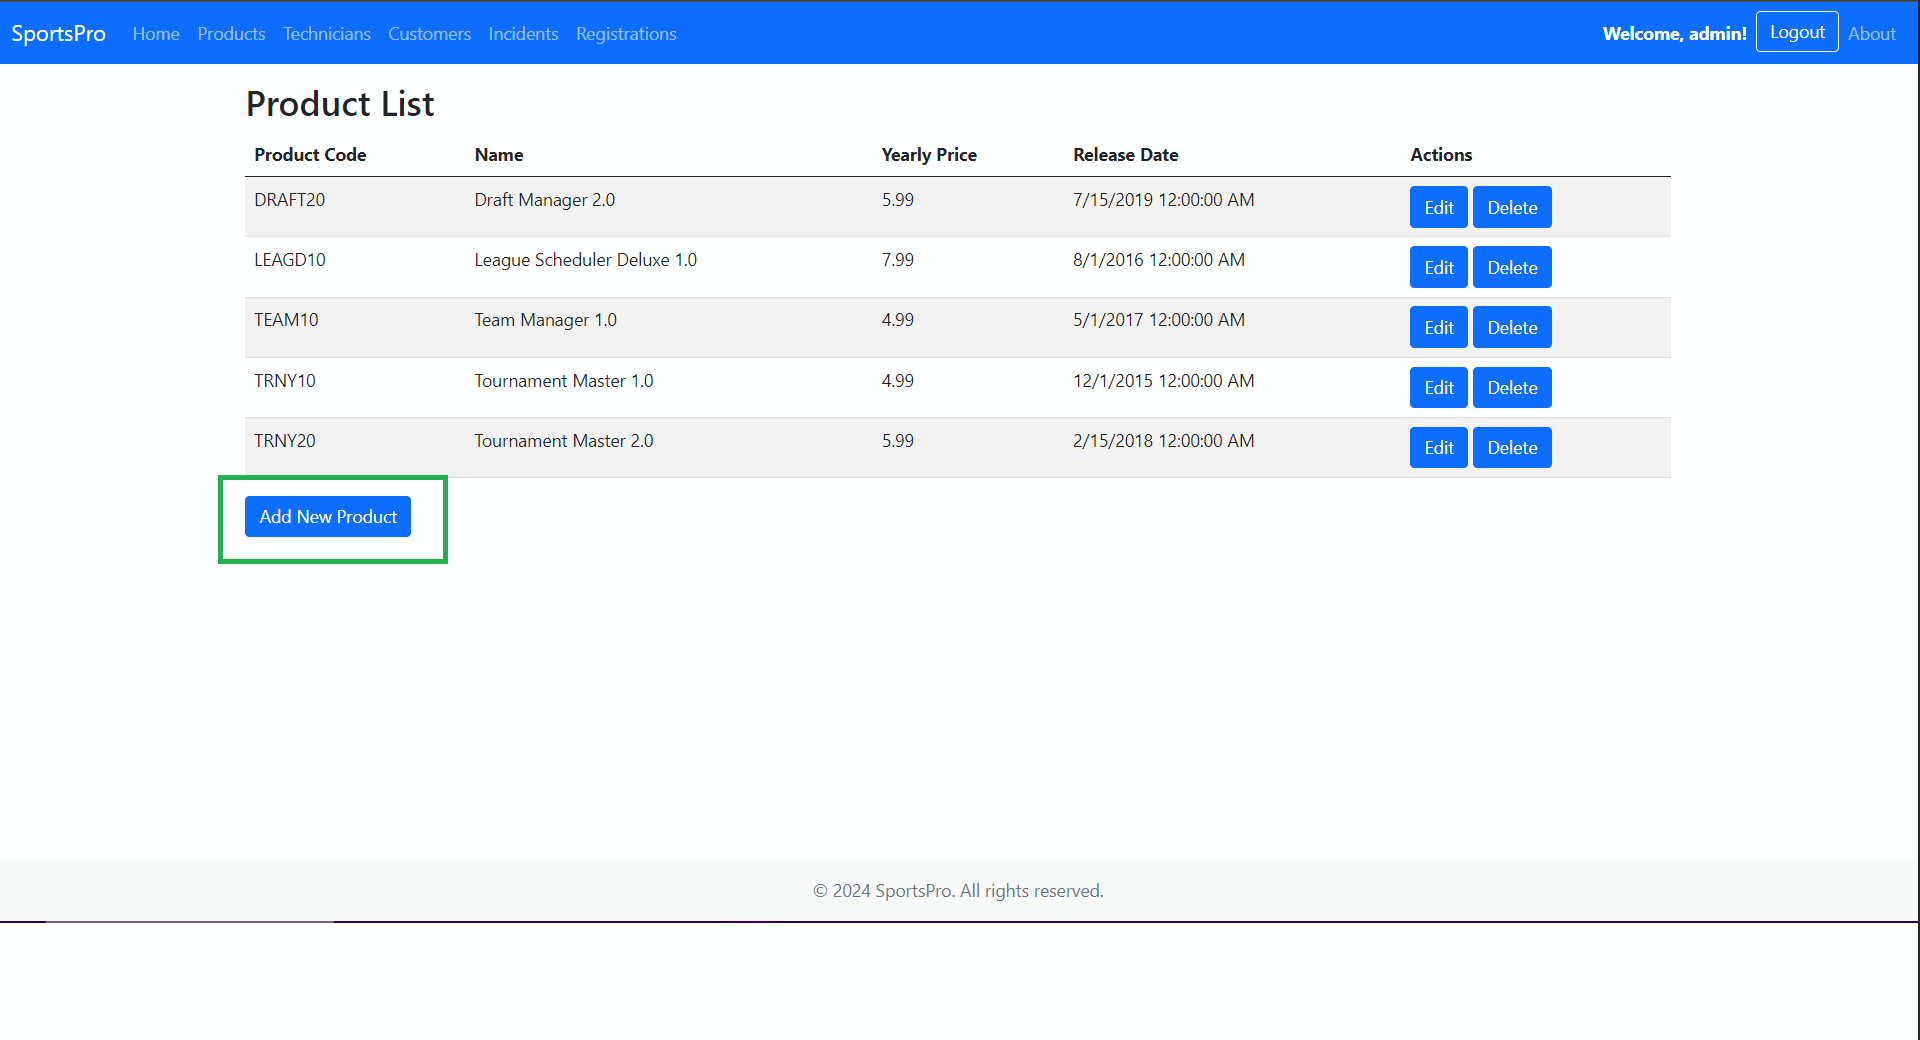 SportsPro Home Products Technicians Customers Incidents Registrations Welcome, admin! Logout About
Product List
Product Code Name Yearly Price Release Date Actions
DRAFT20 Draft Manager 2.0 5.99 7/15/2019 12:00:00 AM Edit Delete
LEAGD10 League Scheduler Deluxe 1.0 7.99 8/1/2016 12:00:00 AM Edit Delete
TEAM10 Team Manager 1.0 4.99 5/1/2017 12:00:00 AM Edit Delete
TRNY10 Tournament Master 1.0 4.99 12/1/2015 12:00:00 AM Edit Delete
TRNY20 Tournament Master 2.0 5.99 2/15/2018 12:00:00 AM Edit Delete
Add New Product
© 2024 SportsPro. All rights reserved.